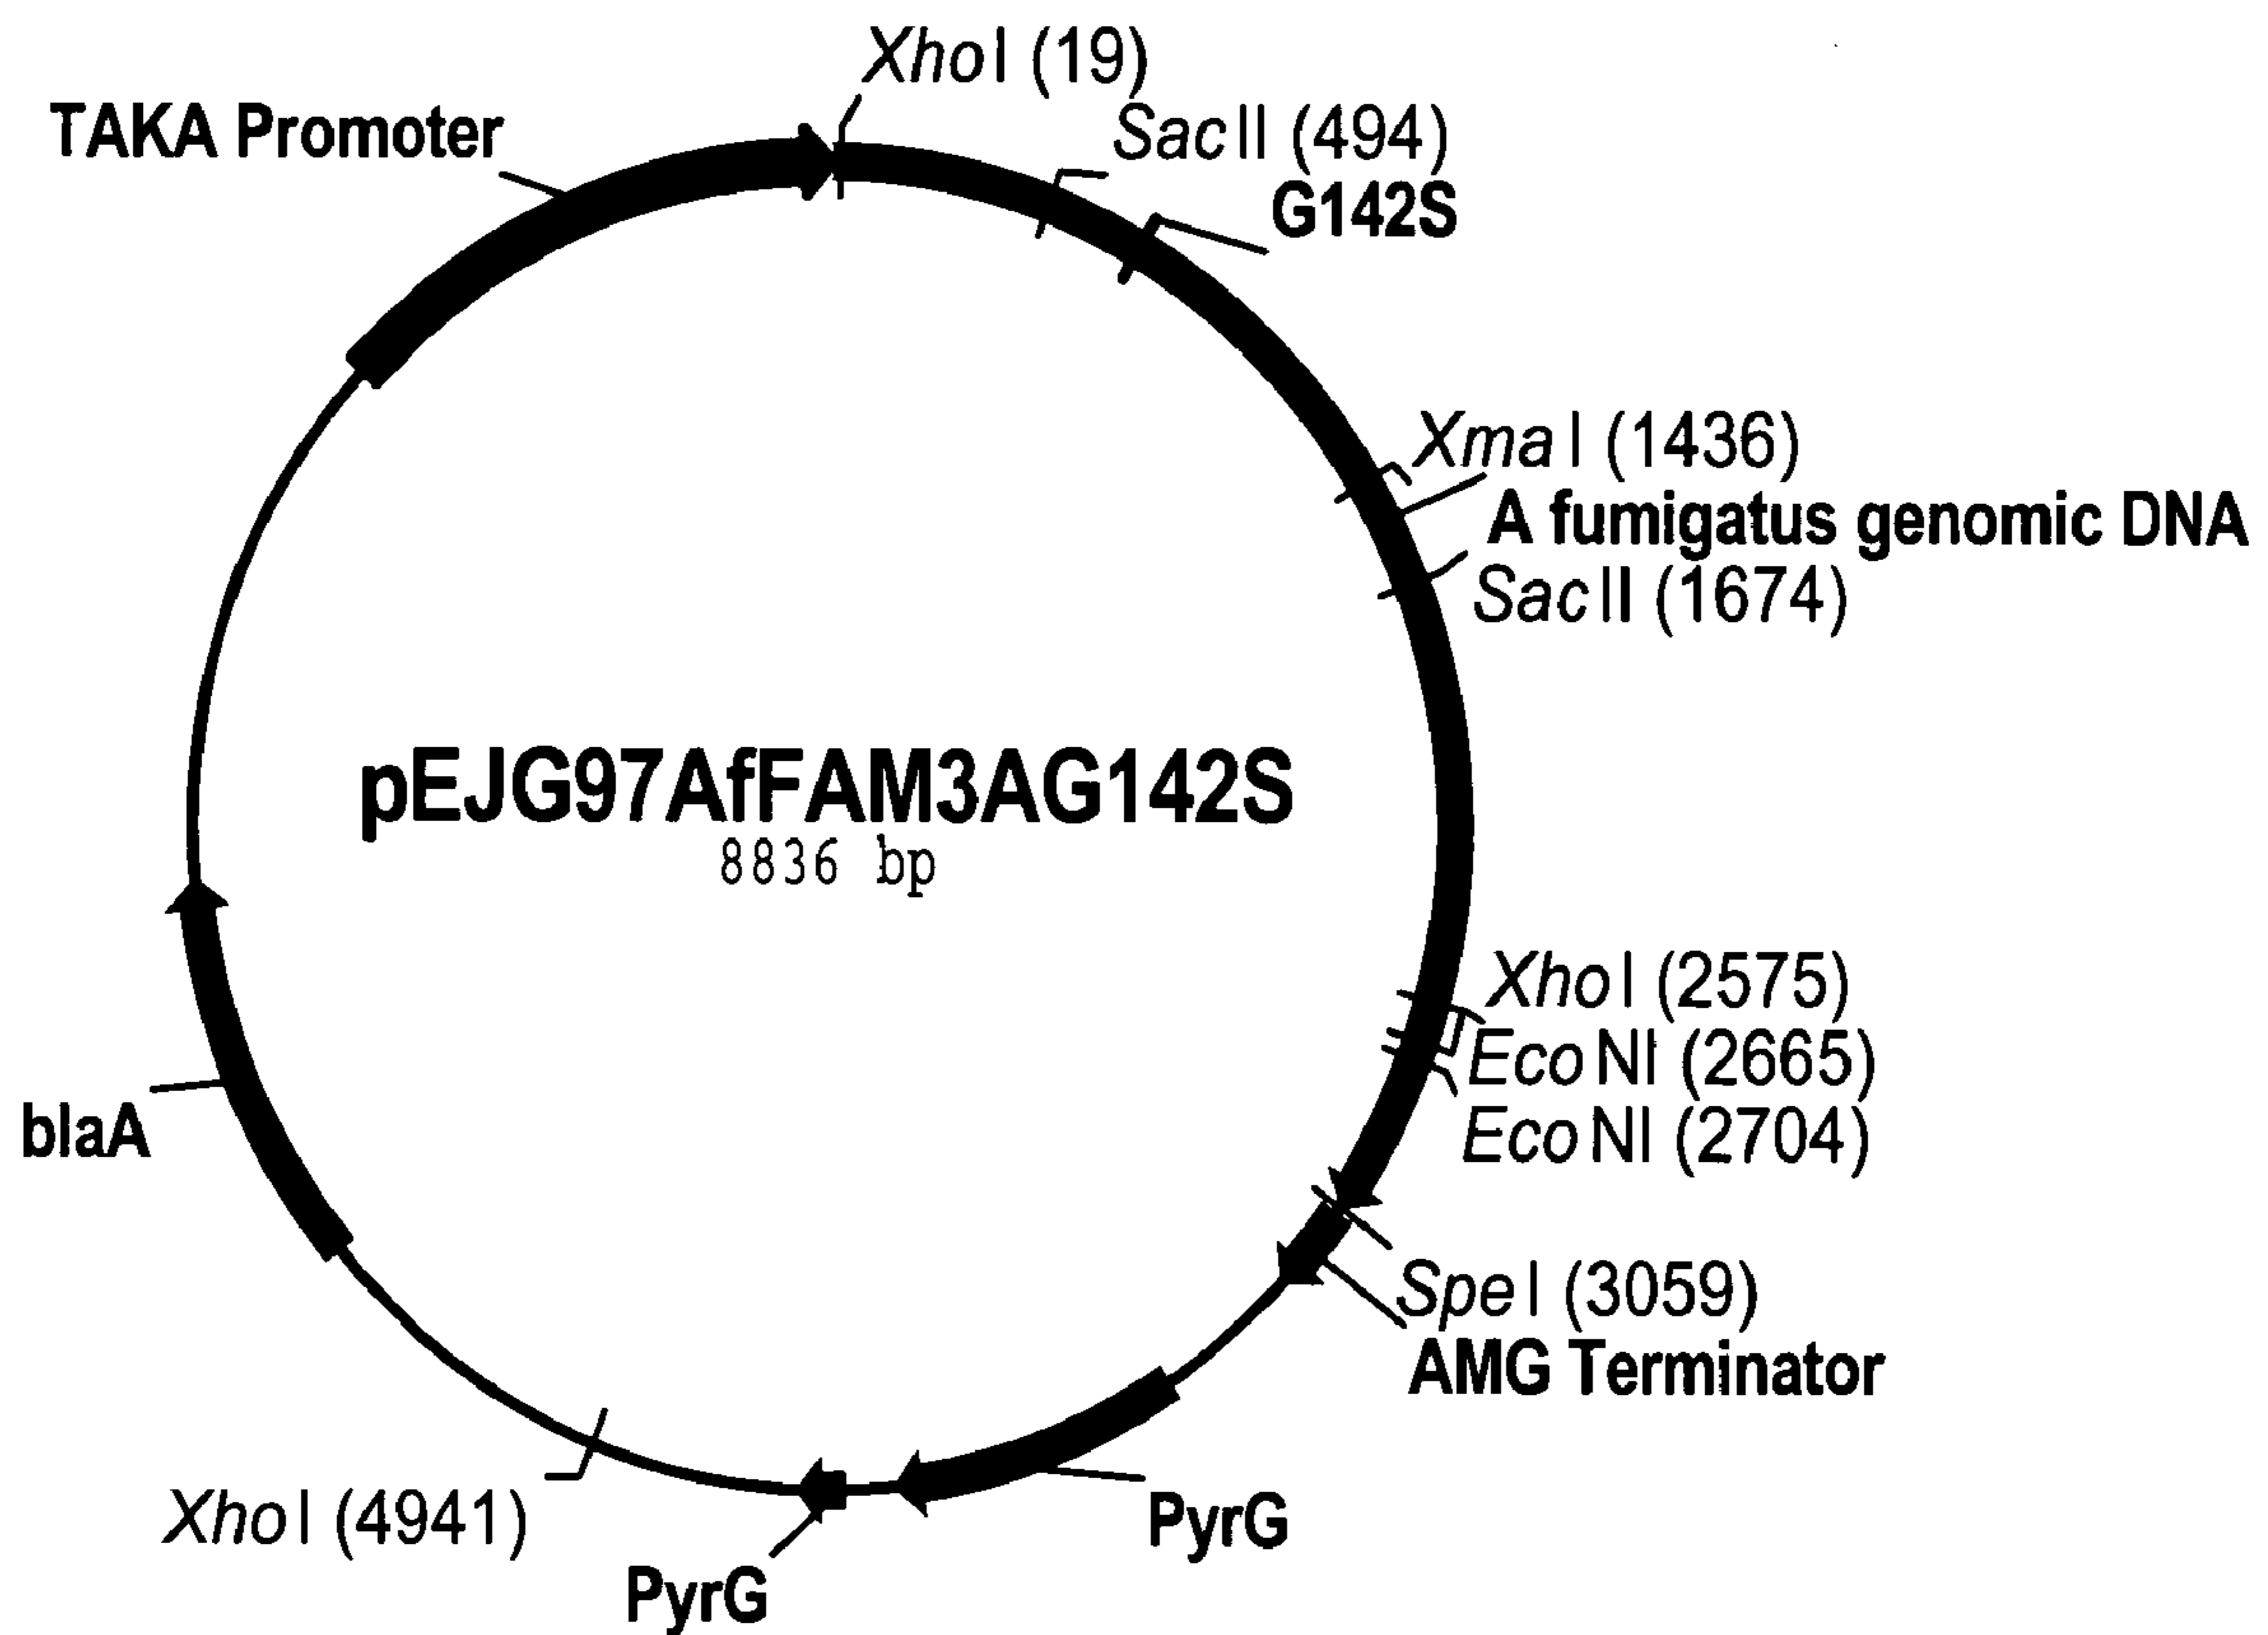 XhoI (19)
TAKA Promoter
SacII (494)
G142S
XmaI (1436)
A fumigatus genomic DNA
SacII (1674)
pEJG97AfFAM3AG142S
8836 bp
XhoI (2575)
EcoNI (2665)
EcoNI (2704)
blaA
SpeI (3059)
AMG Terminator
XhoI (4941)
PyrG
PyrG